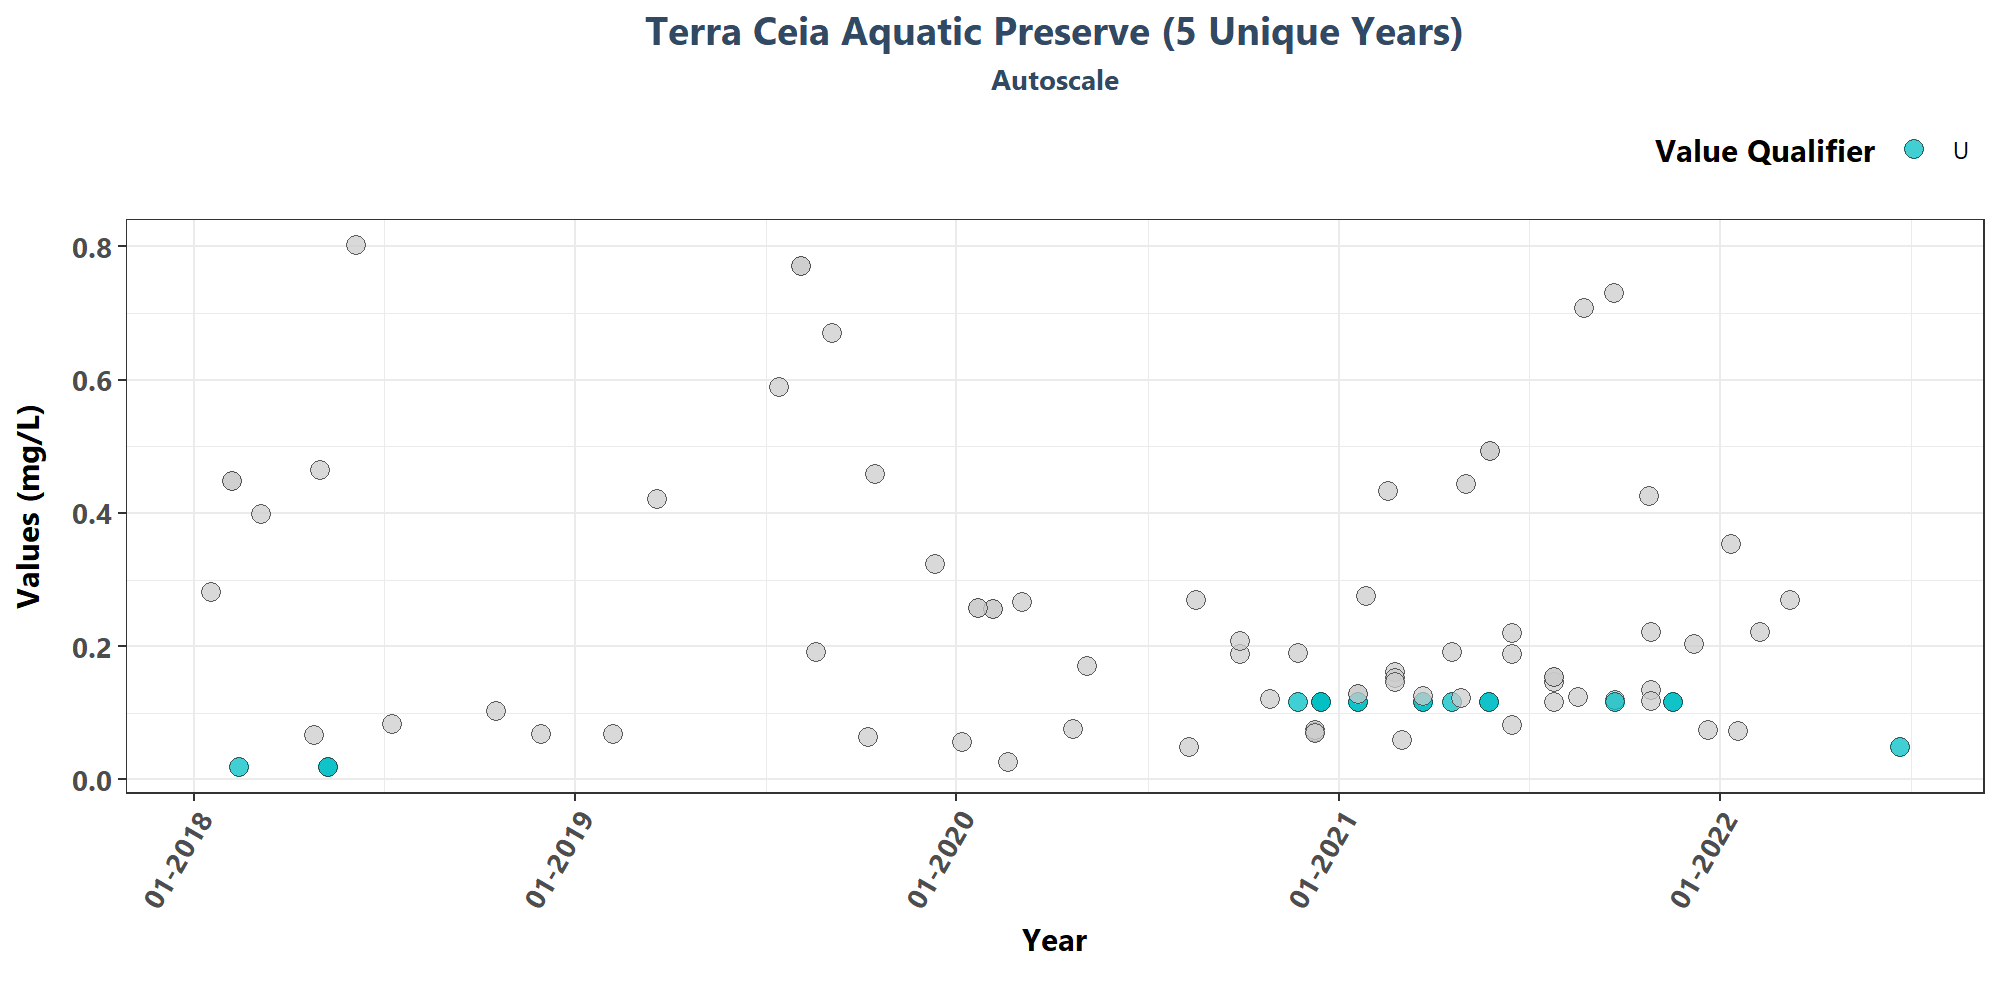 Terra Ceia Aquatic Preserve (5 Unique Years)
Autoscale
Value Qualifier U
0.8
0.6
0.4
0.2
0.0
Values (mg/L)
01-2018 01-2019 01-2020 01-2021 01-2022
Year